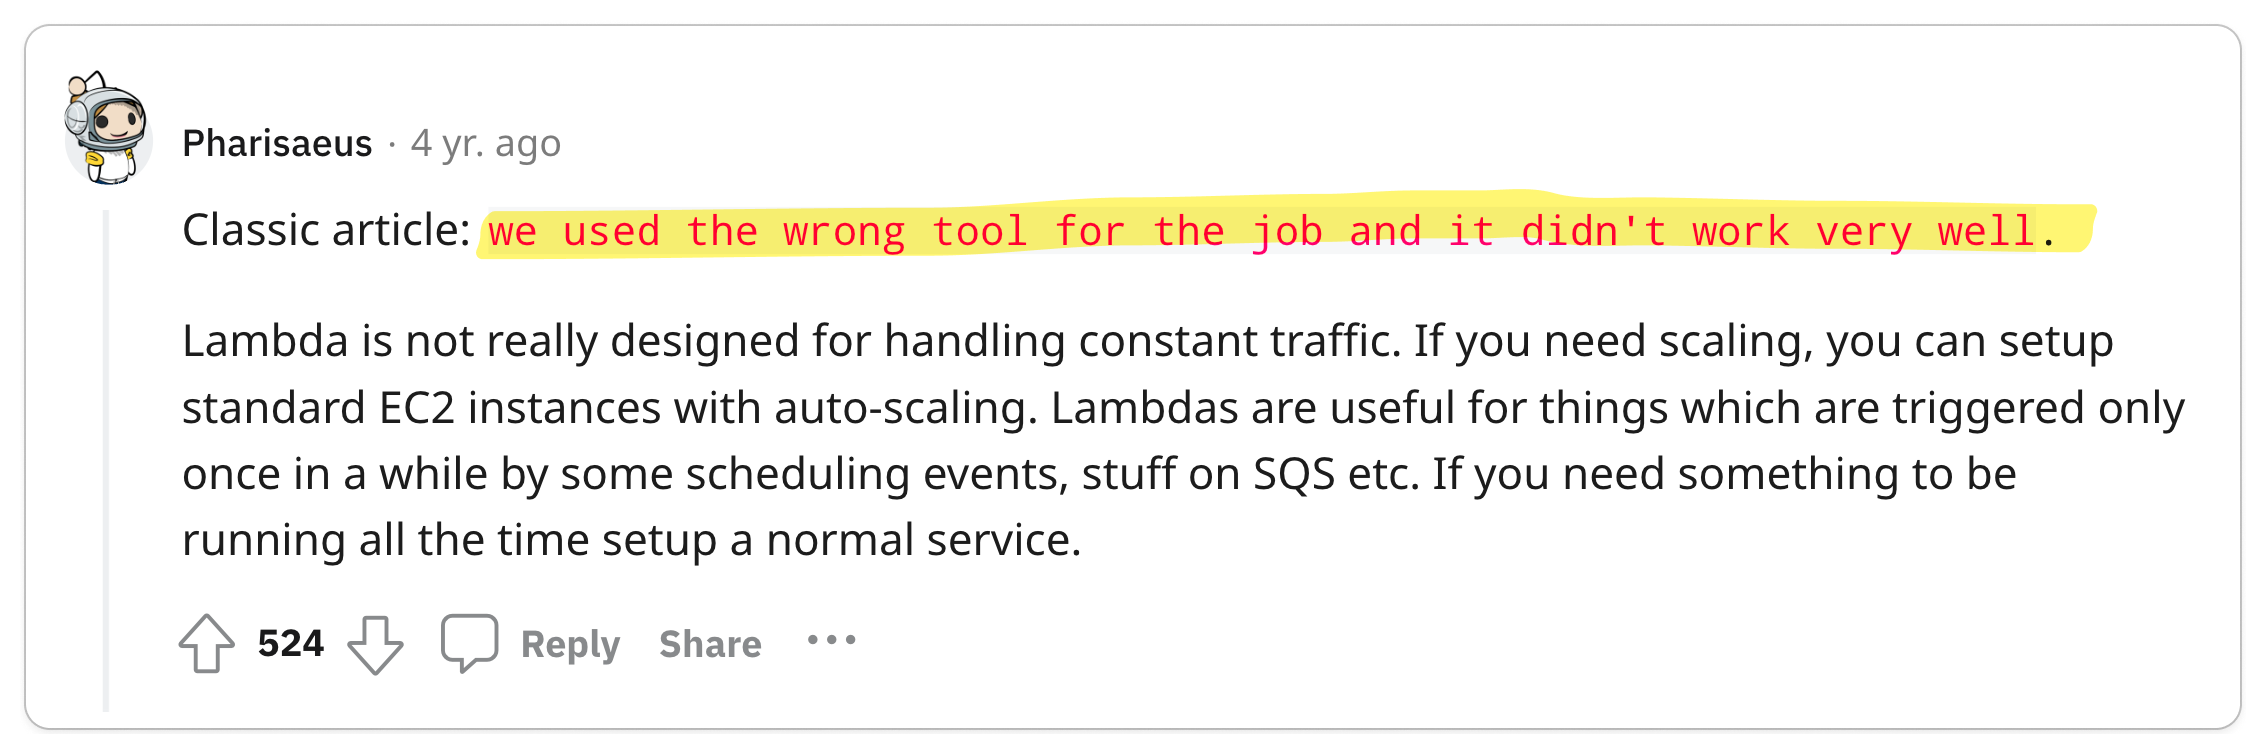 Pharisaeus · 4 yr. ago
Classic article: we used the wrong tool for the job and it didn't work very well.
Lambda is not really designed for handling constant traffic. If you need scaling, you can setup
standard EC2 instances with auto-scaling. Lambdas are useful for things which are triggered only
once in a while by some scheduling events, stuff on SQS etc. If you need something to be
running all the time setup a normal service.
524 Reply Share ···